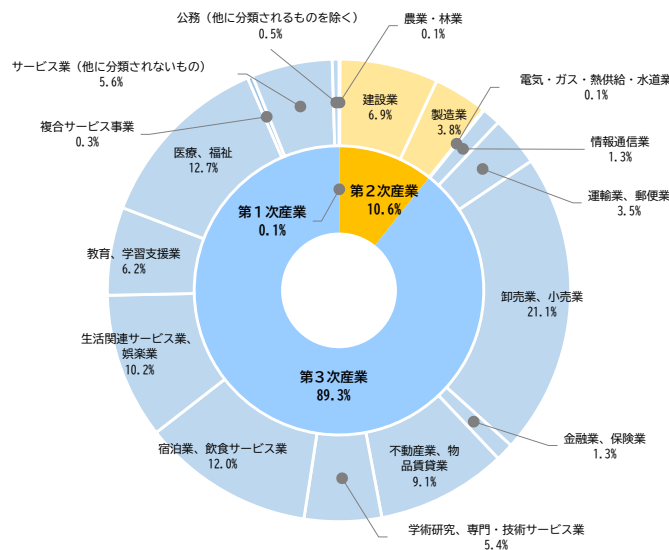 公務（他に分類されるものを除く）
0.5%
農業・林業
0.1%
サービス業（他に分類されないもの）
5.6%
電気・ガス・熱供給・水道業
0.1%
建設業
6.9%
製造業
3.8%
複合サービス事業
0.3%
情報通信業
1.3%
医療、福祉
12.7%
運輸業、郵便業
3.5%
第１次産業
0.1%
第２次産業
10.6%
教育、学習支援業
6.2%
卸売業、小売業
21.1%
生活関連サービス業、
娯楽業
10.2%
第３次産業
89.3%
金融業、保険業
1.3%
宿泊業、飲食サービス業
12.0%
不動産業、物
品賃貸業
9.1%
学術研究、専門・技術サービス業
5.4%